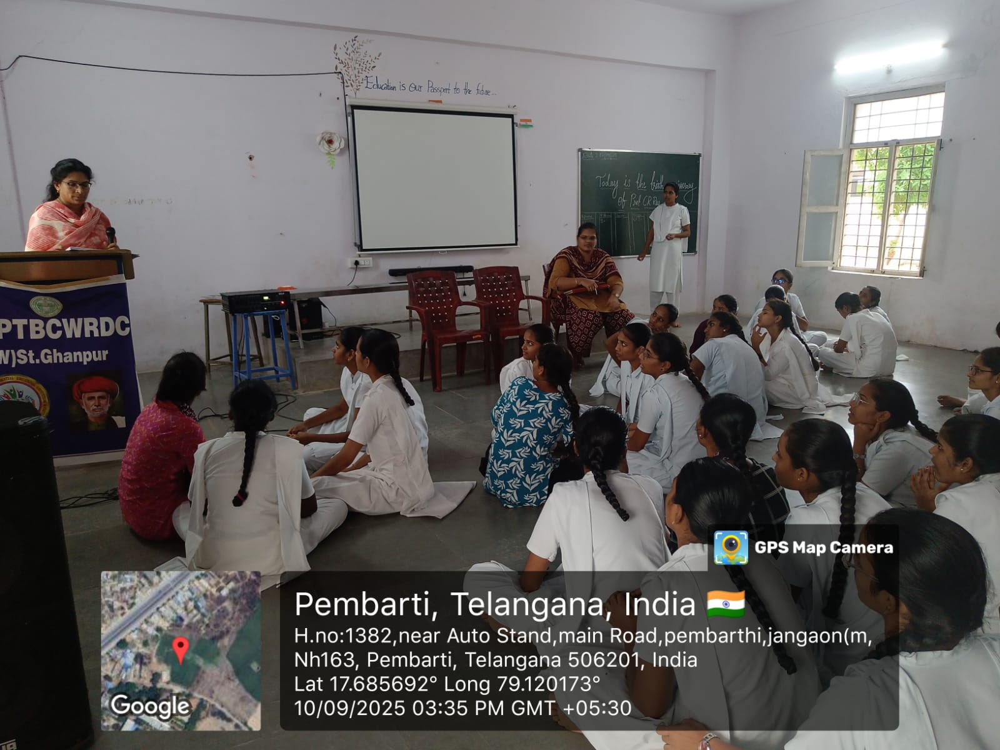 Education is our Passport to the future...
Today is the birth
of Prof CR Rao
PTBCWRDC
W)St.Ghanpur
GPS Map Camera
Pembarti, Telangana, India
H.no:1382,near Auto Stand,main Road,pembarthi,jangaon(m,
Nh163, Pembarti, Telangana 506201, India
Lat 17.685692° Long 79.120173°
10/09/2025 03:35 PM GMT +05:30
Google